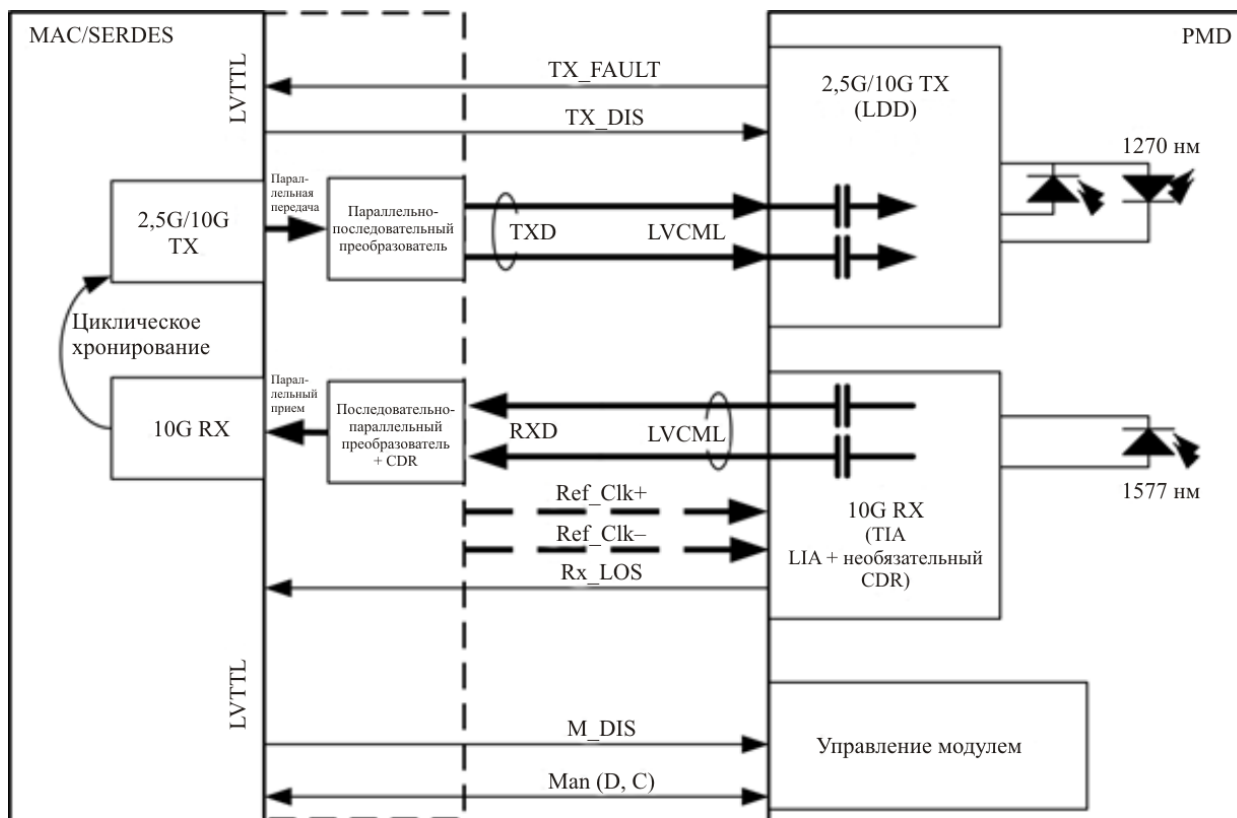 MAC/SERDES
PMD
LVTTL
TX_FAULT
TX_DIS
2,5G/10G TX
(LDD)
1270 нм
2,5G/10G
TX
Парал-
лельная
передача
Параллельно-
последовательный
преобразователь
TXD
LVCML
Циклическое
хронирование
10G RX
Парал-
лельный
прием
Последовательно-
параллельный
преобразователь
+ CDR
RXD
LVCML
1577 нм
Ref_Clk+
Ref_Clk–
Rx_LOS
10G RX
(TIA
LIA + необязательный
CDR)
LVTTL
M_DIS
Man (D, C)
Управление модулем